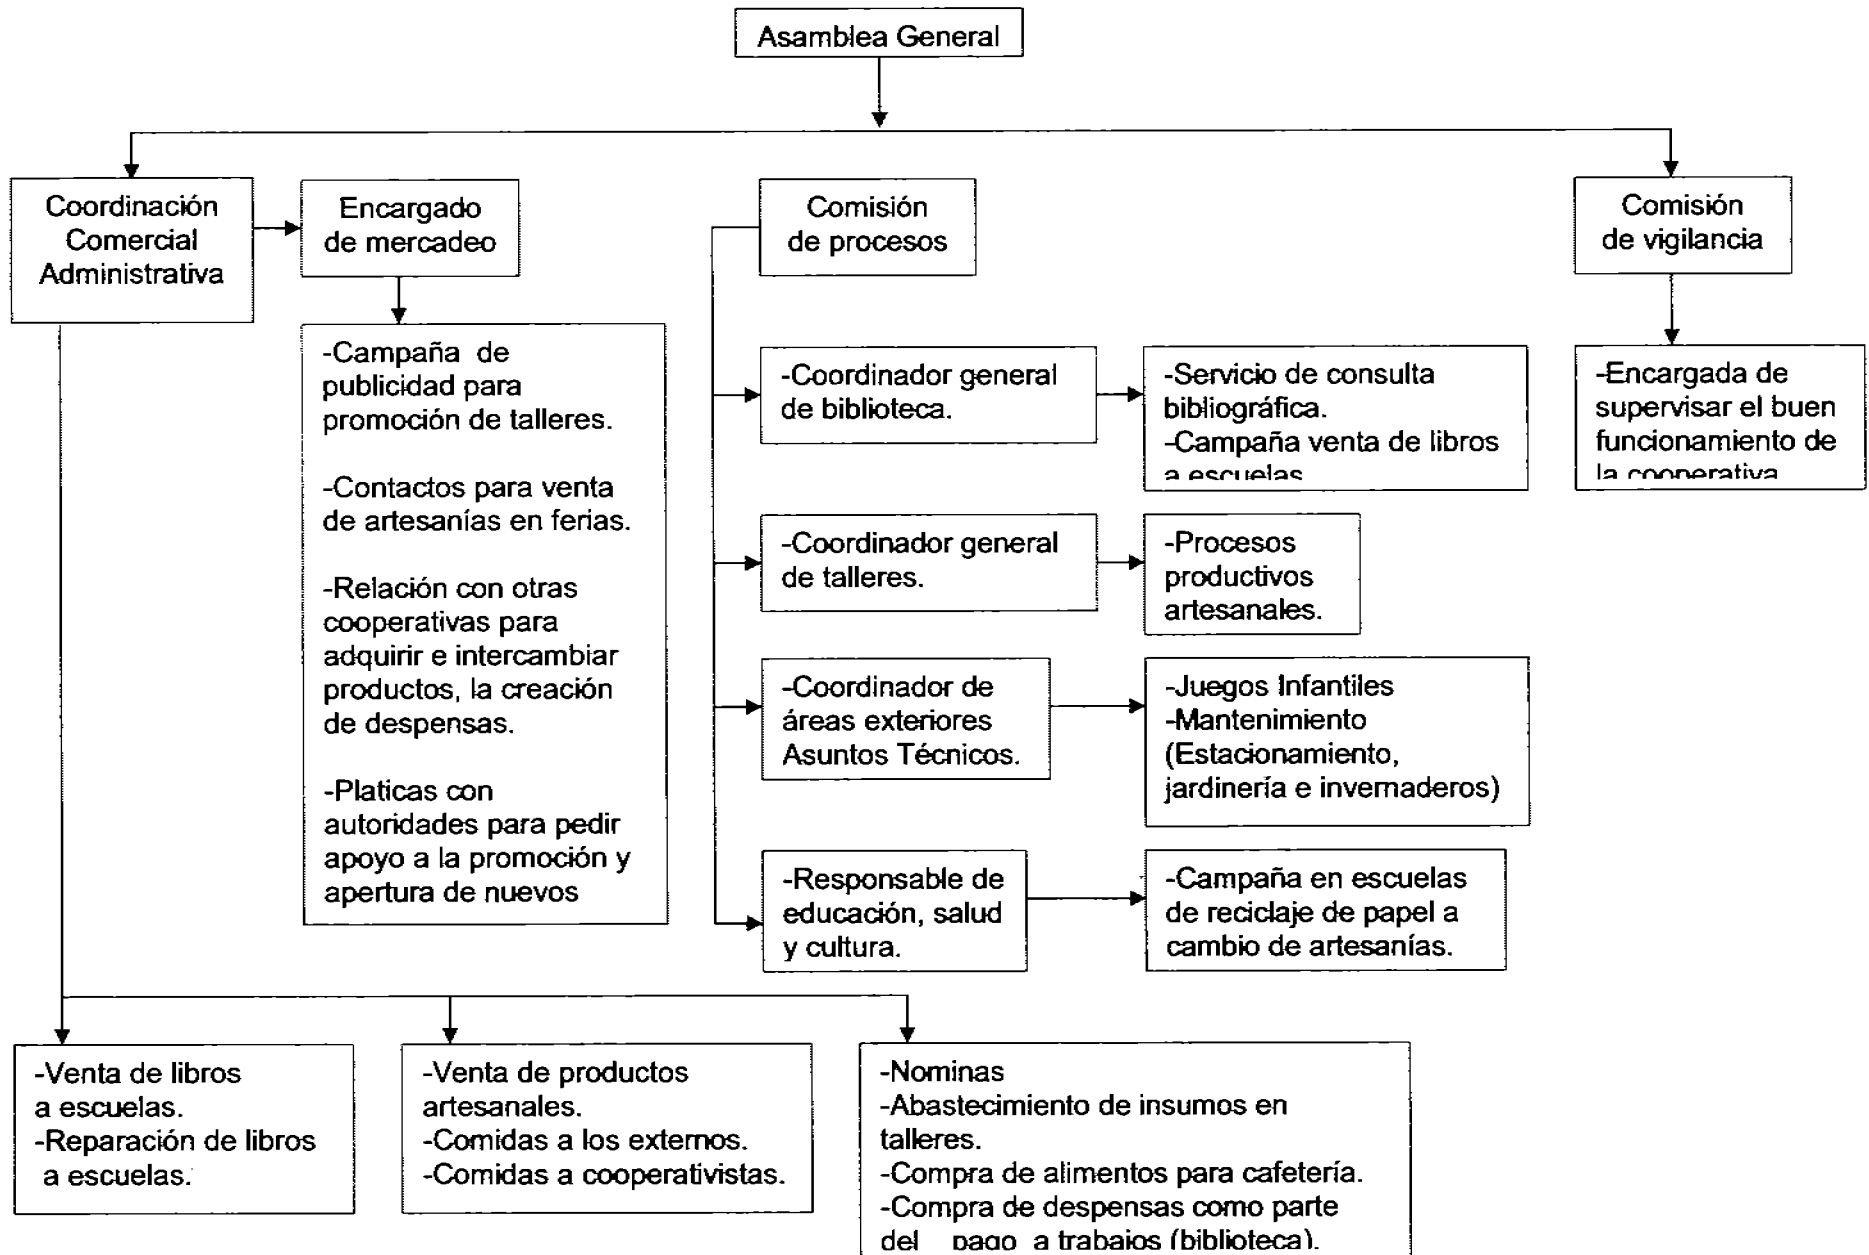 Asamblea General
Coordinación
Comercial
Administrativa
Encargado
de mercadeo
Comisión
de procesos
Comisión
de vigilancia
-Campaña de
publicidad para
promoción de talleres.
-Contactos para venta
de artesanías en ferias.
-Relación con otras
cooperativas para
adquirir e intercambiar
productos, la creación
de despensas.
-Platicas con
autoridades para pedir
apoyo a la promoción y
apertura de nuevos
-Coordinador general
de biblioteca.
-Servicio de consulta
bibliográfica.
-Campaña venta de libros
a escuelas
-Encargada de
supervisar el buen
funcionamiento de
la cooperativa
-Coordinador general
de talleres.
-Procesos
productivos
artesanales.
-Coordinador de
áreas exteriores
Asuntos Técnicos.
-Juegos Infantiles
-Mantenimiento
(Estacionamiento,
jardinería e invernaderos)
-Responsable de
educación, salud
y cultura.
-Campaña en escuelas
de reciclaje de papel a
cambio de artesanías.
-Venta de libros
a escuelas.
-Reparación de libros
a escuelas.
-Venta de productos
artesanales.
-Comidas a los externos.
-Comidas a cooperativistas.
-Nominas
-Abastecimiento de insumos en
talleres.
-Compra de alimentos para cafetería.
-Compra de despensas como parte
del pago a trabajos (biblioteca).